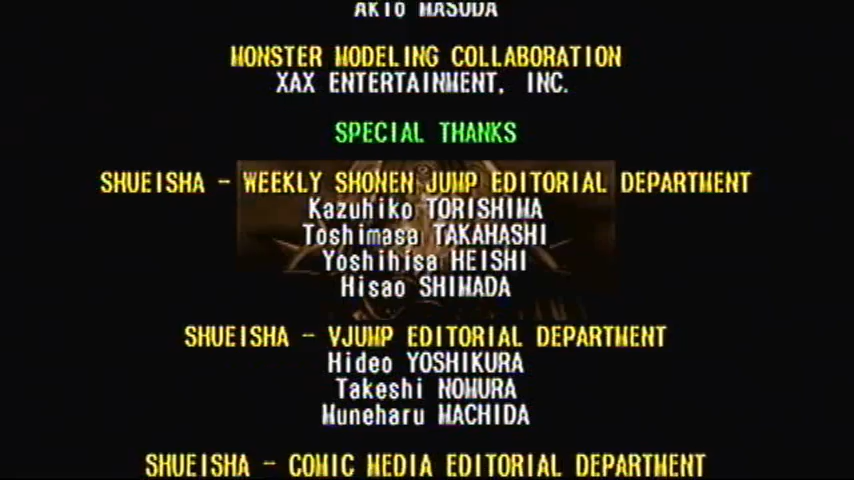 AKIO MASUDA
MONSTER MODELING COLLABORATION
XAX ENTERTAINMENT, INC.
SPECIAL THANKS
SHUEISHA - WEEKLY SHONEN JUMP EDITORIAL DEPARTMENT
Kazuhiko TORISHIMA
Toshimasa TAKAHASHI
Yoshihisa HEISHI
Hisao SHIMADA
SHUEISHA - VJUMP EDITORIAL DEPARTMENT
Hideo YOSHIKURA
Takeshi NOMURA
Muneharu MACHIDA
SHUEISHA - COMIC MEDIA EDITORIAL DEPARTMENT